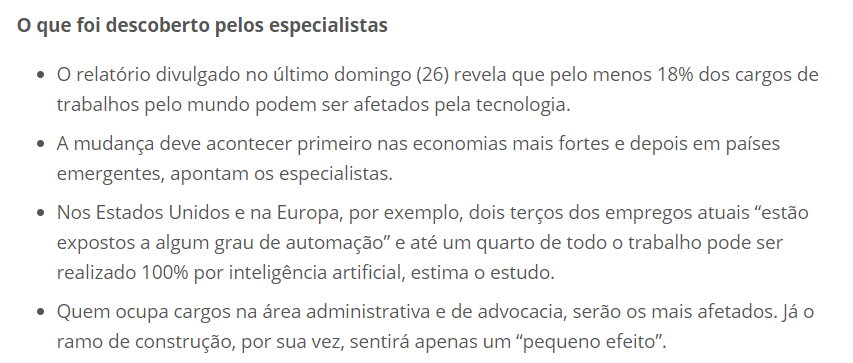 O que foi descoberto pelos especialistas
• O relatório divulgado no último domingo (26) revela que pelo menos 18% dos cargos de
trabalhos pelo mundo podem ser afetados pela tecnologia.
• A mudança deve acontecer primeiro nas economias mais fortes e depois em países
emergentes, apontam os especialistas.
• Nos Estados Unidos e na Europa, por exemplo, dois terços dos empregos atuais “estão
expostos a algum grau de automação” e até um quarto de todo o trabalho pode ser
realizado 100% por inteligência artificial, estima o estudo.
• Quem ocupa cargos na área administrativa e de advocacia, serão os mais afetados. Já o
ramo de construção, por sua vez, sentirá apenas um “pequeno efeito”.